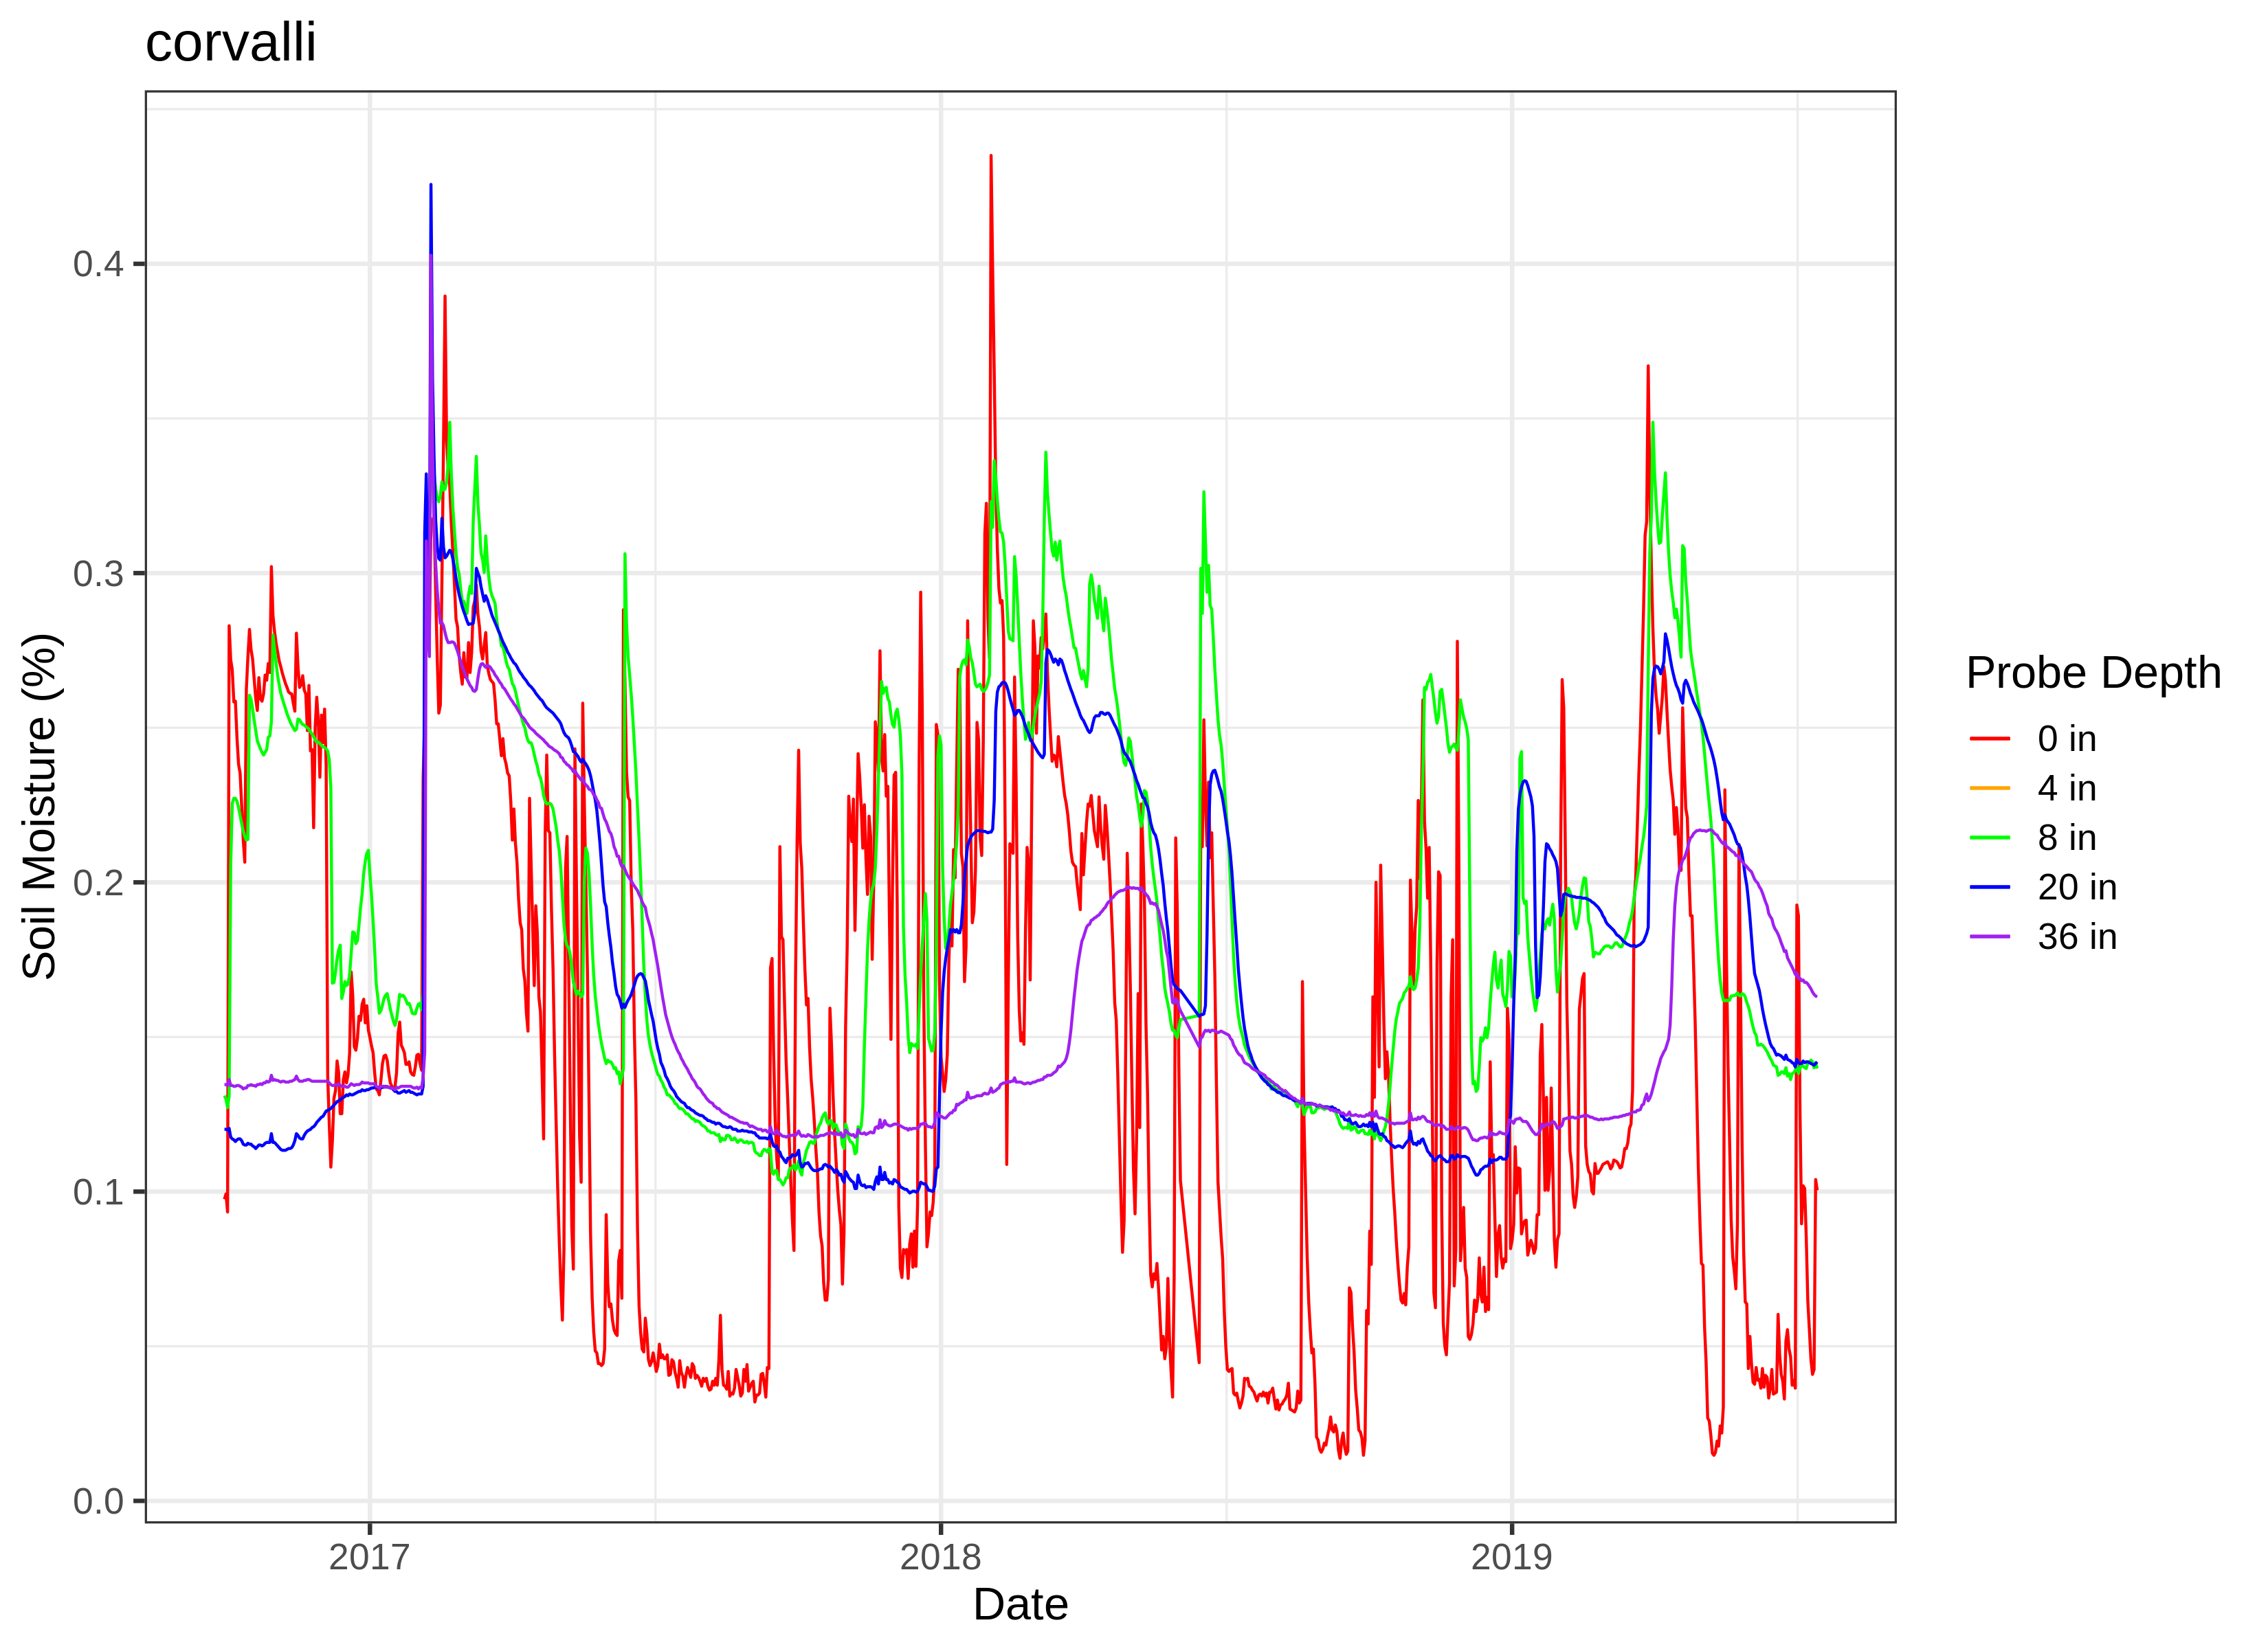 corvalli
Soil Moisture (%)
0.4
0.3
0.2
0.1
0.0
2017
2018
2019
Date
Probe Depth
0 in
4 in
8 in
20 in
36 in